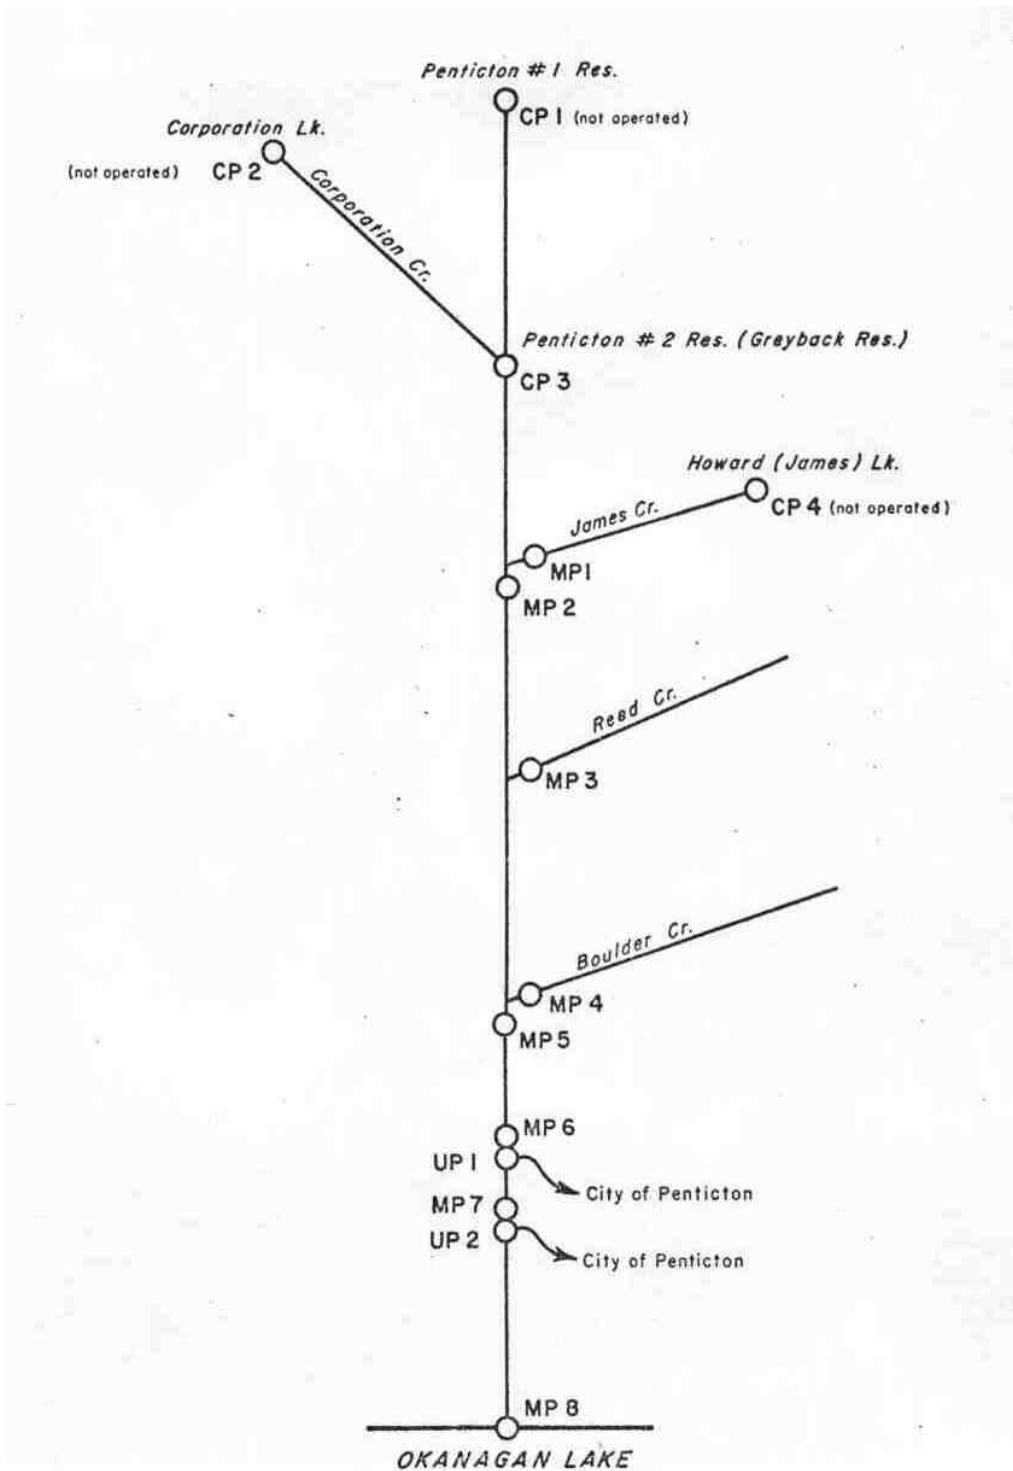 Penticton # 1 Res.
CP 1 (not operated)
Corporation Lk.
(not operated) CP 2
Corporation Cr.
Penticton # 2 Res. (Greyback Res.)
CP 3
Howard (James) Lk.
CP 4 (not operated)
James Cr.
MP 1
MP 2
Reed Cr.
MP 3
Boulder Cr.
MP 4
MP 5
MP 6
UP 1
City of Penticton
MP 7
UP 2
City of Penticton
MP 8
OKANAGAN LAKE